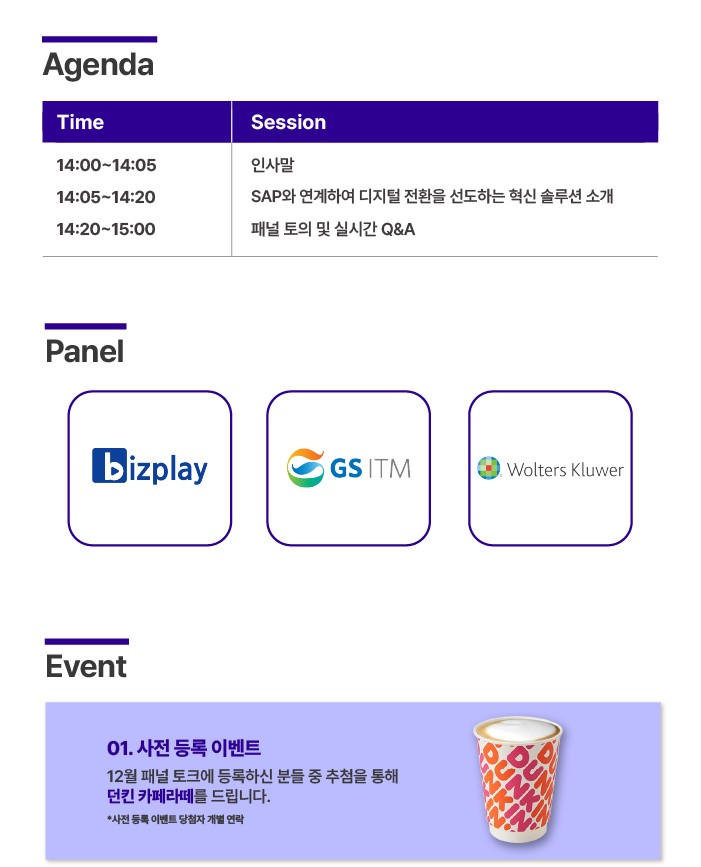 Agenda
Time Session
14:00~14:05 인사말
14:05~14:20 SAP와 연계하여 디지털 전환을 선도하는 혁신 솔루션 소개
14:20~15:00 패널 토의 및 실시간 Q&A
Panel
bizplay GS ITM Wolters Kluwer
Event
01. 사전 등록 이벤트
12월 패널 토크에 등록하신 분들 중 추첨을 통해
던킨 카페라떼를 드립니다.
*사전 등록 이벤트 당첨자 개별 연락
DUNKIN'